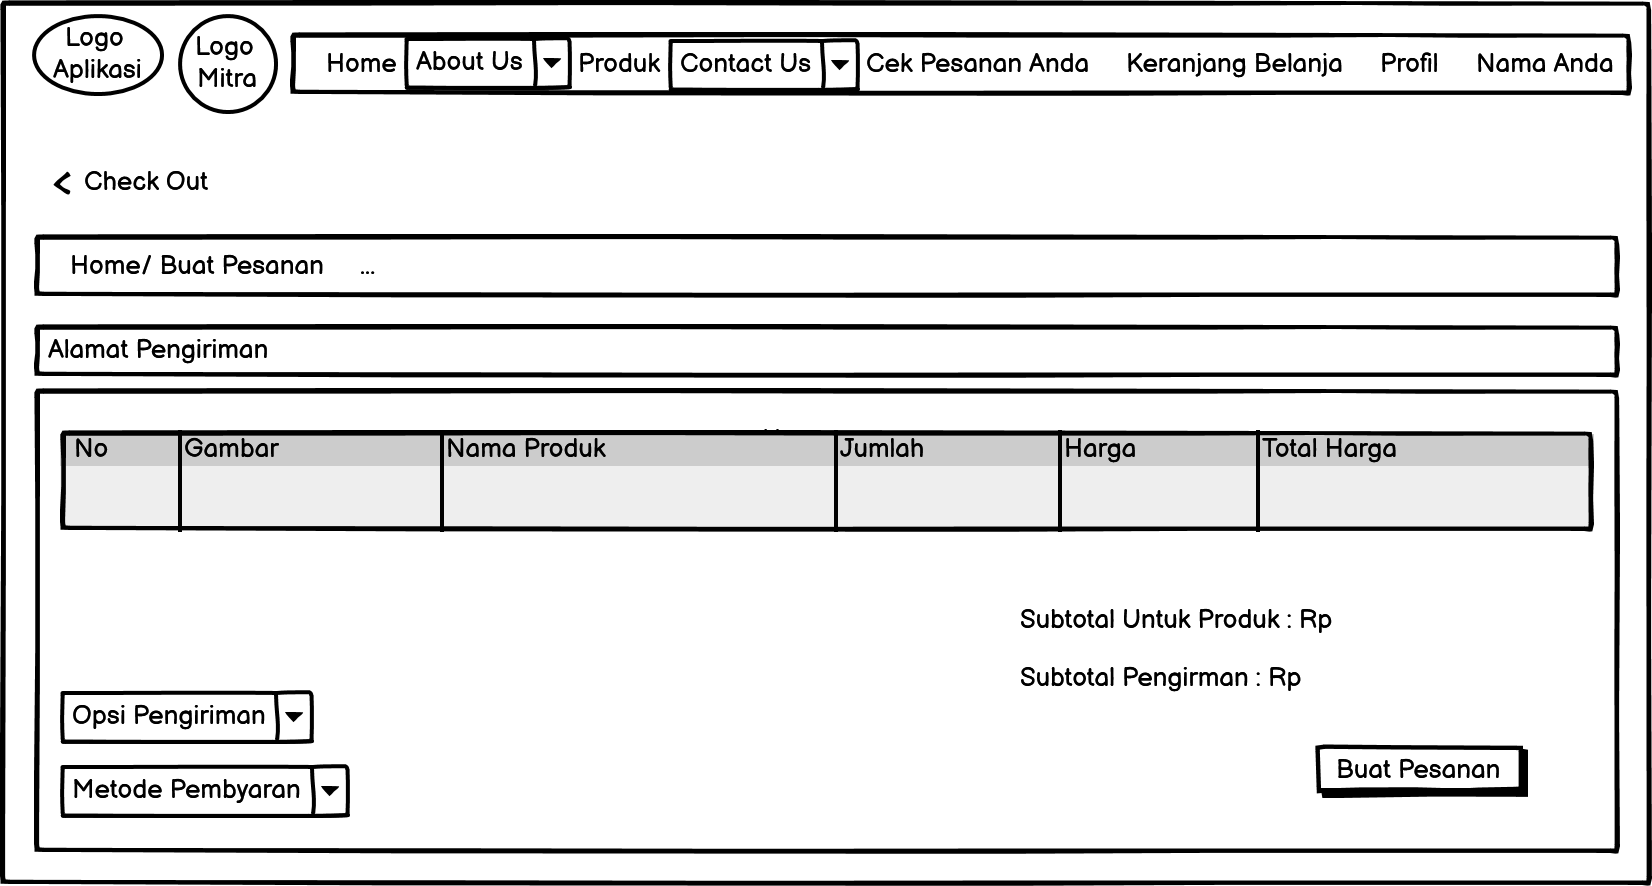 Logo
Aplikasi
Logo
Mitra
Home About Us Produk Contact Us Cek Pesanan Anda Keranjang Belanja Profil Nama Anda
Check Out
Home/ Buat Pesanan ...
Alamat Pengiriman
No Gambar Nama Produk Jumlah Harga Total Harga
Subtotal Untuk Produk : Rp
Subtotal Pengirman : Rp
Opsi Pengiriman
Metode Pembyaran
Buat Pesanan